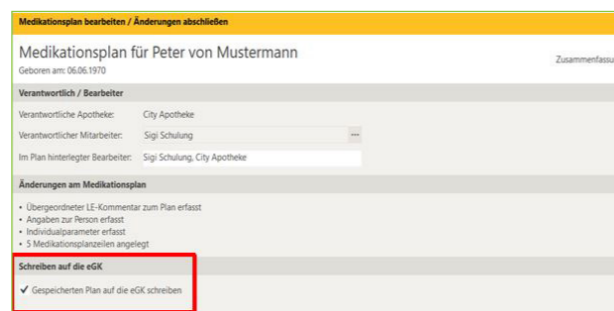 Medikationsplan bearbeiten / Änderungen abschließen
Medikationsplan für Peter von Mustermann
Geboren am: 06.06.1970
Zusammenfassu
Verantwortlich / Bearbeiter
Verantwortliche Apotheke: City Apotheke
Verantwortlicher Mitarbeiter: Sigi Schulung ...
Im Plan hinterlegter Bearbeiter: Sigi Schulung, City Apotheke
Änderungen am Medikationsplan
• Übergeordneter LE-Kommentar zum Plan erfasst
• Angaben zur Person erfasst
• Individualparameter erfasst
• 5 Medikationsplanzeilen angelegt
Schreiben auf die eGK
✓ Gespeicherten Plan auf die eGK schreiben